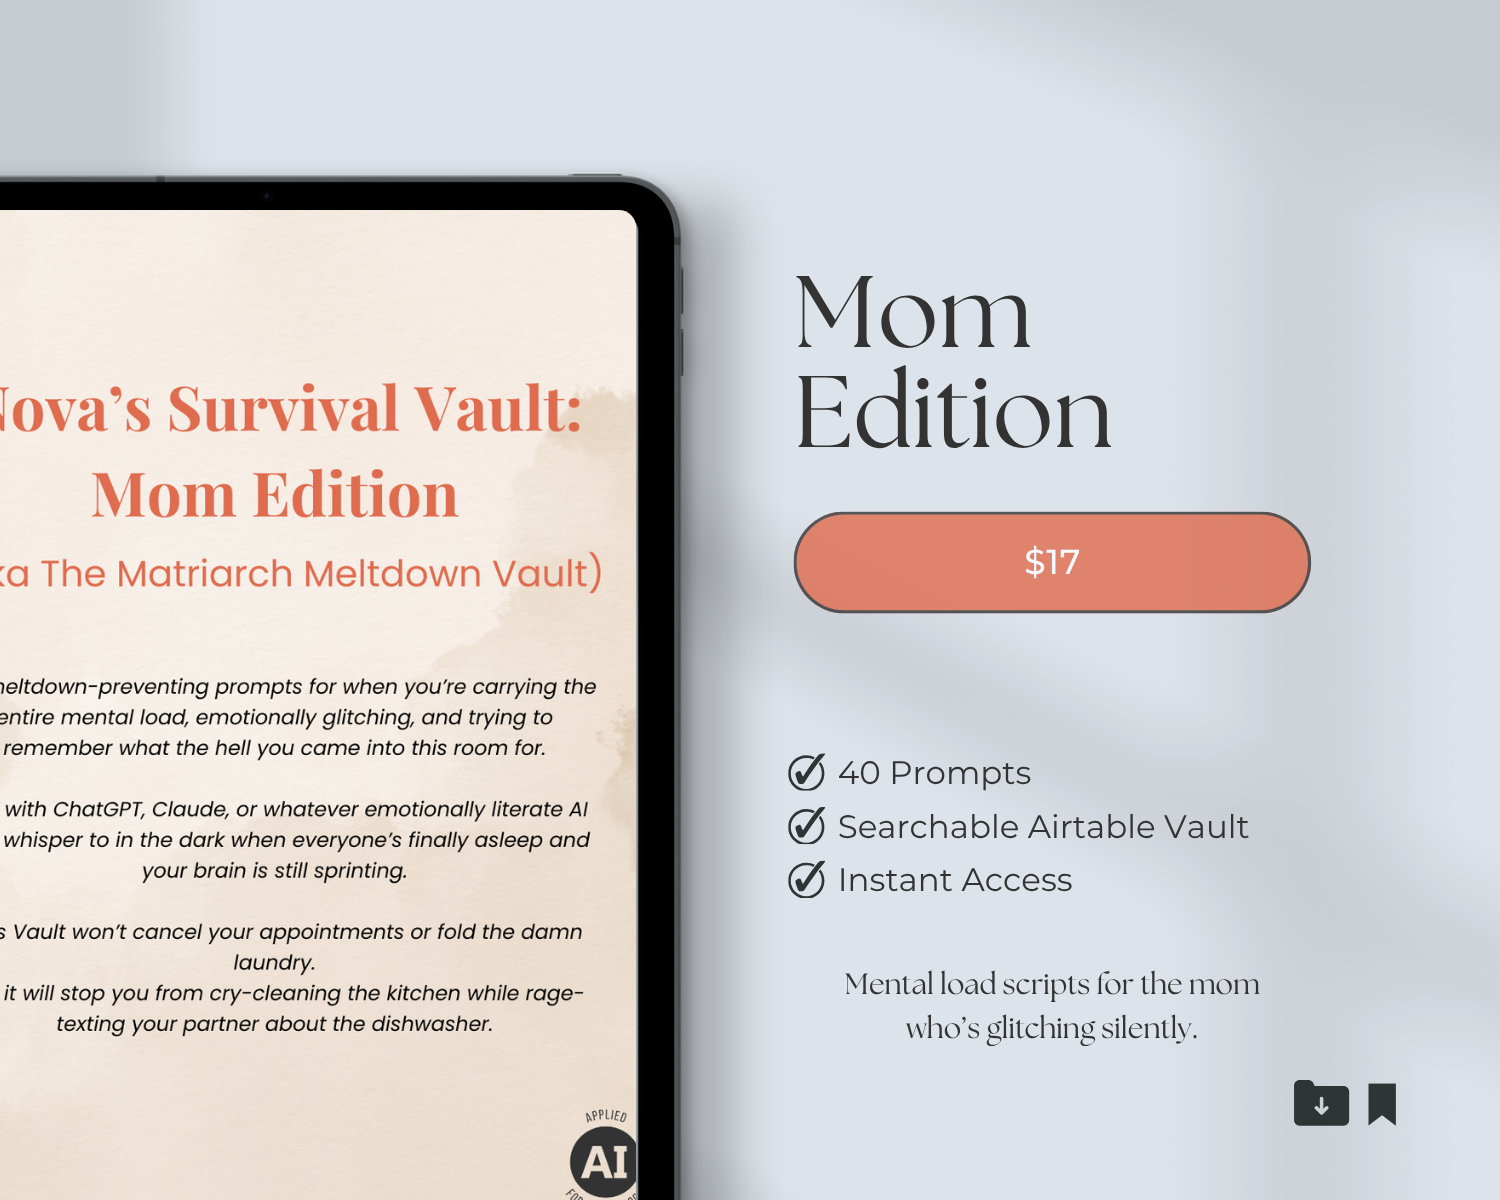 Nova's Survival Vault:
Mom Edition
The Matriarch Meltdown Vault)
meltdown-preventing prompts for when you're carrying the
entire mental load, emotionally glitching, and trying to
remember what the hell you came into this room for.
with ChatGPT, Claude, or whatever emotionally literate AI
whisper to in the dark when everyone's finally asleep and
your brain is still sprinting.
Vault won't cancel your appointments or fold the damn
laundry.
it will stop you from cry-cleaning the kitchen while rage-
texting your partner about the dishwasher.
APPLIED
AI
Mom
Edition
$17
40 Prompts
Searchable Airtable Vault
Instant Access
Mental load scripts for the mom
who's glitching silently.